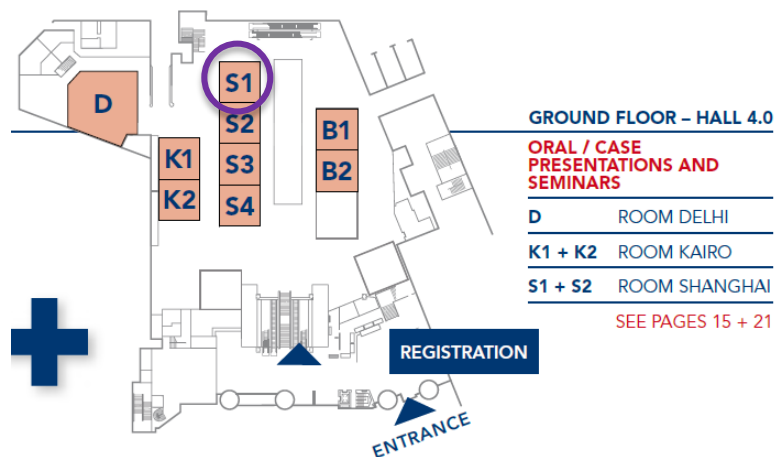 D
S1
S2
S3
S4
K1
K2
B1
B2
REGISTRATION
ENTRANCE
GROUND FLOOR – HALL 4.0
ORAL / CASE
PRESENTATIONS AND
SEMINARS
D ROOM DELHI
K1 + K2 ROOM KAIRO
S1 + S2 ROOM SHANGHAI
SEE PAGES 15 + 21